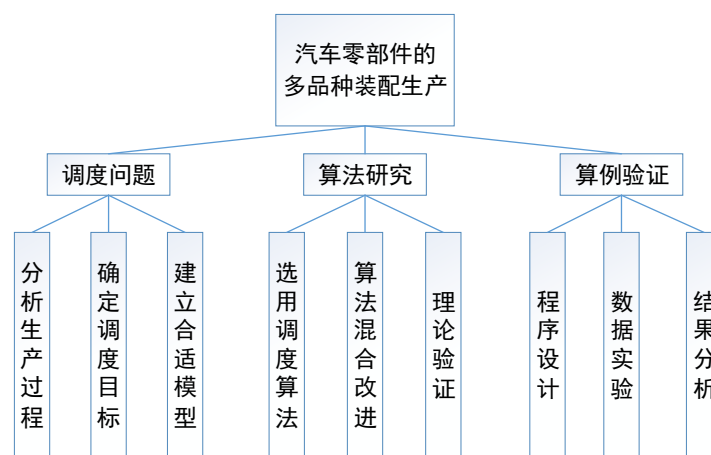 汽车零部件的
多品种装配生产
调度问题
算法研究
算例验证
分析生产过程
确定调度目标
建立合适模型
选用调度算法
算法混合改进
理论验证
程序设计
数据实验
结果分析